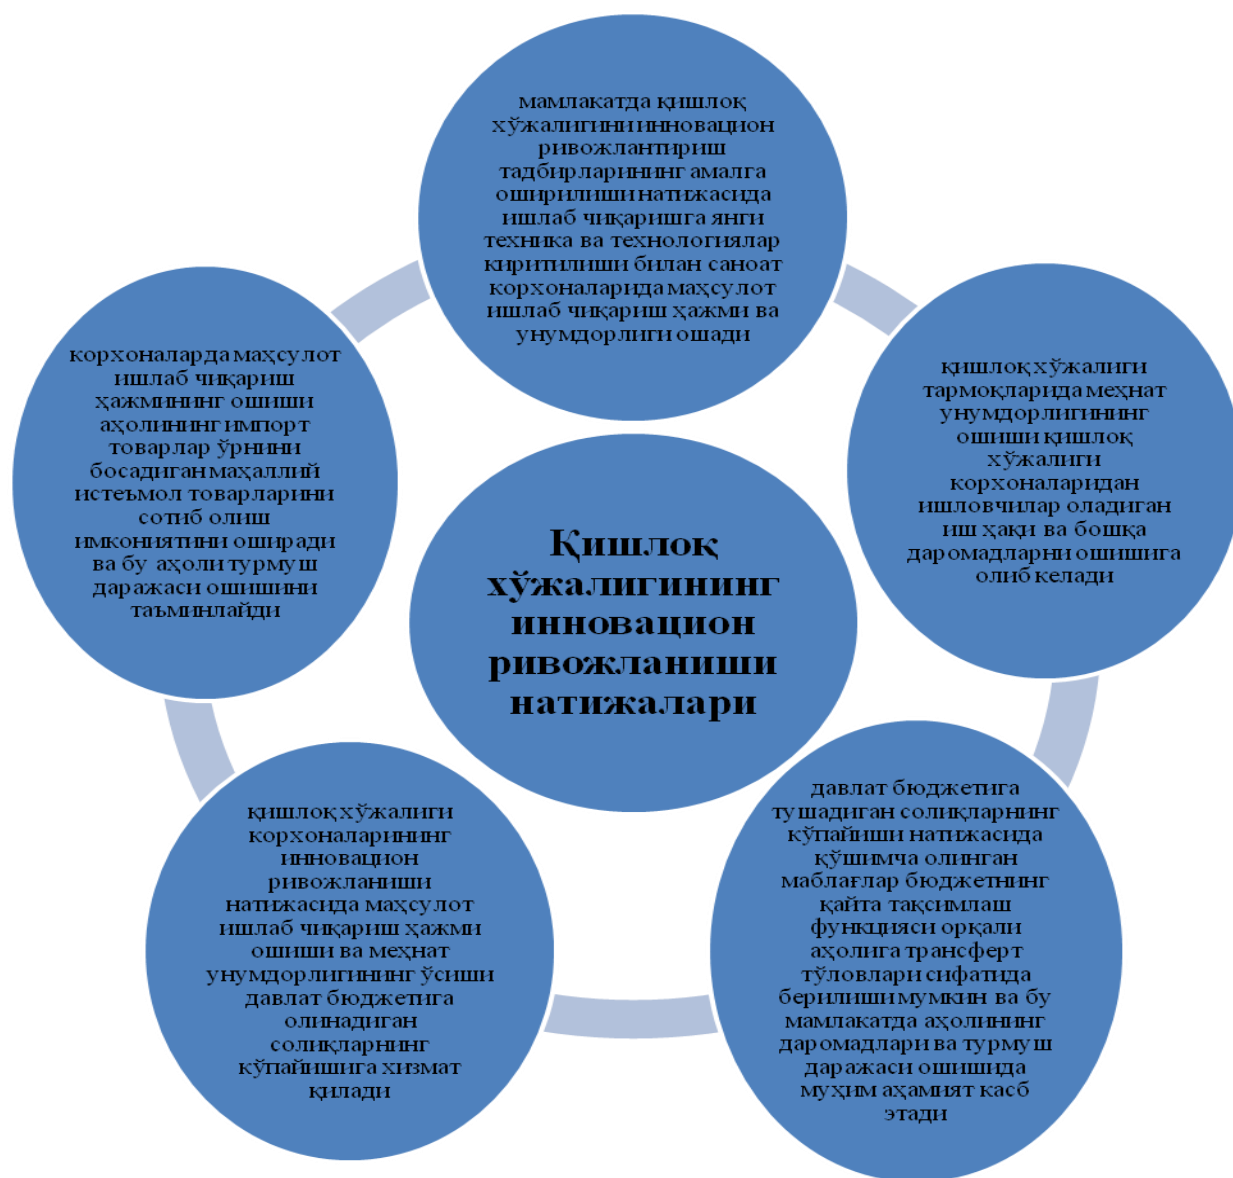 мамлакатда қишлоқ
хўжалигини инновацион
ривожлантириш
тадбирларининг амалга
оширилиши натижасида
ишлаб чиқаришга янги
техника ва технологиялар
киритилиши билан саноат
корхоналарида маҳсулот
ишлаб чиқариш ҳажми ва
унумдорлиги ошади
қишлоқ хўжалиги
тармоқларида меҳнат
унумдорлигининг
ошиши қишлоқ
хўжалиги
корхоналаридан
ишловчилар оладиган
иш ҳақи ва бошқа
даромадларни ошишига
олиб келади
давлат бюджетига
тушадиган солиқларнинг
кўпайиши натижасида
қўшимча олинган
маблағлар бюджетнинг
қайта тақсимлаш
функцияси орқали
аҳолига трансферт
тўловлари сифатида
берилиши мумкин ва бу
мамлакатда аҳолининг
даромадлари ва турмуш
даражаси ошишида
муҳим аҳамият касб
этади
қишлоқ хўжалиги
корхоналарининг
инновацион
ривожланиши
натижасида маҳсулот
ишлаб чиқариш ҳажми
ошиши ва меҳнат
унумдорлигининг ўсиши
давлат бюджетига
олинадиган
солиқларнинг
кўпайишига хизмат
қилади
корхоналарда маҳсулот
ишлаб чиқариш
ҳажмининг ошиши
аҳолининг импорт
товарлар ўрнини
босадиган маҳаллий
истеъмол товарларини
сотиб олиш
имкониятини оширади
ва бу аҳоли турмуш
даражаси ошишини
таъминлайди
Қишлоқ
хўжалигининг
инновацион
ривожланиши
натижалари